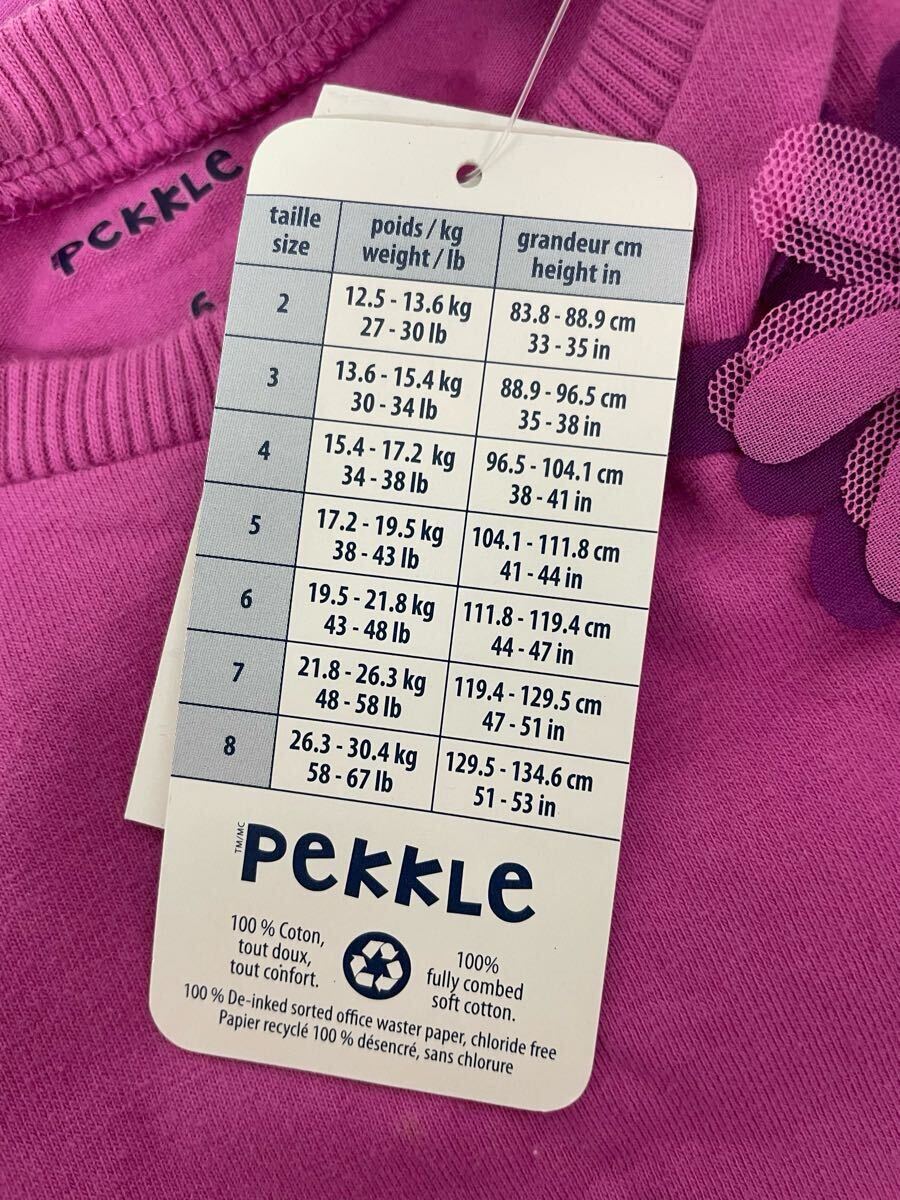 PEKKLE
6
taille
size
poids / kg
weight / lb
grandeur cm
height in
2
12.5 - 13.6 kg
27 - 30 lb
83.8 - 88.9 cm
33 - 35 in
3
13.6 - 15.4 kg
30 - 34 lb
88.9 - 96.5 cm
35 - 38 in
4
15.4 - 17.2 kg
34 - 38 lb
96.5 - 104.1 cm
38 - 41 in
5
17.2 - 19.5 kg
38 - 43 lb
104.1 - 111.8 cm
41 - 44 in
6
19.5 - 21.8 kg
43 - 48 lb
111.8 - 119.4 cm
44 - 47 in
7
21.8 - 26.3 kg
48 - 58 lb
119.4 - 129.5 cm
47 - 51 in
8
26.3 - 30.4 kg
58 - 67 lb
129.5 - 134.6 cm
51 - 53 in
TM/MC
PEKKLE
100 % Coton,
tout doux,
tout confort.
100%
fully combed
soft cotton.
100 % De-inked sorted office waster paper, chloride free
Papier recyclé 100 % désencré, sans chlorure